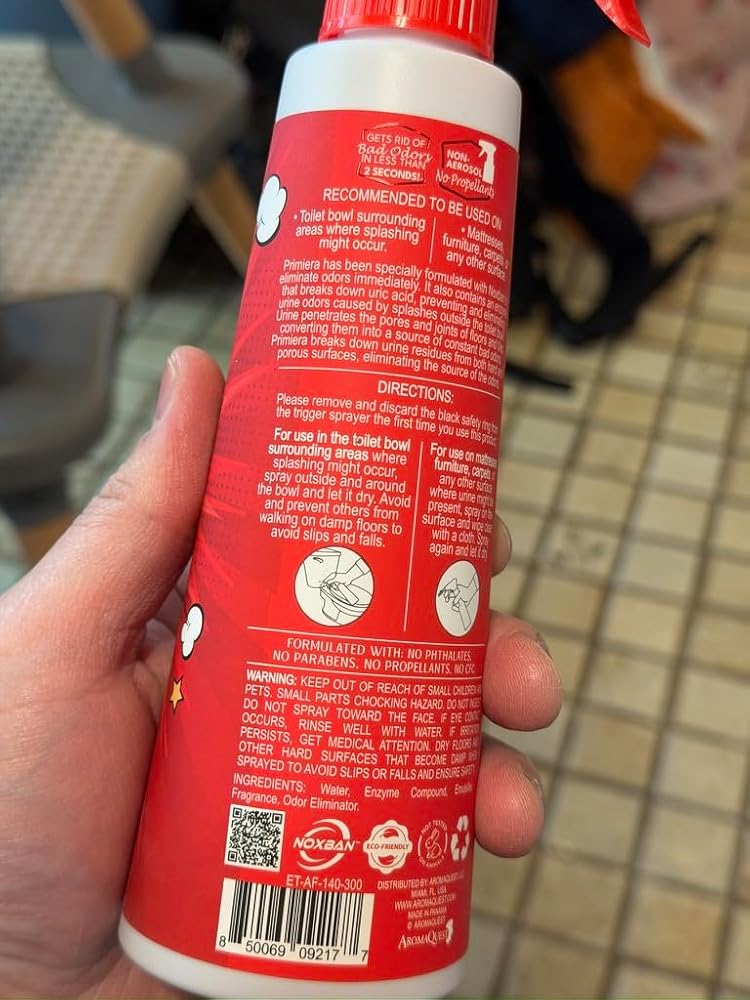 GETS RID OF
Bad Odors
IN LESS THAN
2 SECONDS!
NON-
AEROSOL
No Propellants
RECOMMENDED TO BE USED ON
• Toilet bowl surrounding
areas where splashing
might occur.
• Mattresses,
furniture, carpets,
any other surface
Primiera has been specially formulated with
eliminate odors immediately. It also contains an
that breaks down uric acid, preventing and
urine odors caused by splashes outside the toilet
Urine penetrates the pores and joints of floors and
converting them into a source of constant bad
Primiera breaks down urine residues from both
porous surfaces, eliminating the source of the
DIRECTIONS:
Please remove and discard the black safety ring from
the trigger sprayer the first time you use this product.
For use in the toilet bowl
surrounding areas where
splashing might occur,
spray outside and around
the bowl and let it dry. Avoid
and prevent others from
walking on damp floors to
avoid slips and falls.
For use on
furniture, carpets,
any other surface
where urine might
present, spray
surface and wipe
with a cloth. Spray
again and let it dry.
FORMULATED WITH: NO PHTHALATES,
NO PARABENS, NO PROPELLANTS, NO CFC.
WARNING: KEEP OUT OF REACH OF SMALL CHILDREN
PETS. SMALL PARTS CHOCKING HAZARD. DO NOT
DO NOT SPRAY TOWARD THE FACE. IF EYE
OCCURS, RINSE WELL WITH WATER. IF
PERSISTS, GET MEDICAL ATTENTION. DRY FLOORS
OTHER HARD SURFACES THAT BECOME DAMP
SPRAYED TO AVOID SLIPS OR FALLS AND ENSURE SAFETY
INGREDIENTS: Water, Enzyme Compound,
Fragrance, Odor Eliminator.
NOXBAN
ECO-FRIENDLY
NOT TESTED
ET-AF-140-300
DISTRIBUTED BY: AROMAQUEST
MIAMI, FL, USA.
WWW.AROMAQUEST.COM
MADE IN PANAMA
© AROMAQUEST
AROMAQUEST
8 50069 09217 7